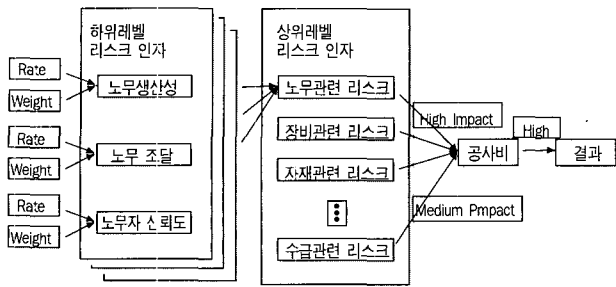 하위레벨
리스크 인자
상위레벨
리스크 인자
Rate
Weight
노무생산성
Rate
Weight
노무 조달
Rate
Weight
노무자 신뢰도
노무관련 리스크
장비관련 리스크
자재관련 리스크
수급관련 리스크
High Impact
Medium Pmpact
공사비
High
결과